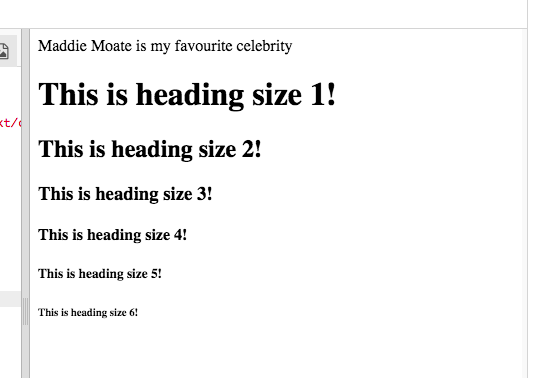 Maddie Moate is my favourite celebrity
This is heading size 1!
xt/c
This is heading size 2!
This is heading size 3!
This is heading size 4!
This is heading size 5!
This is heading size 6!